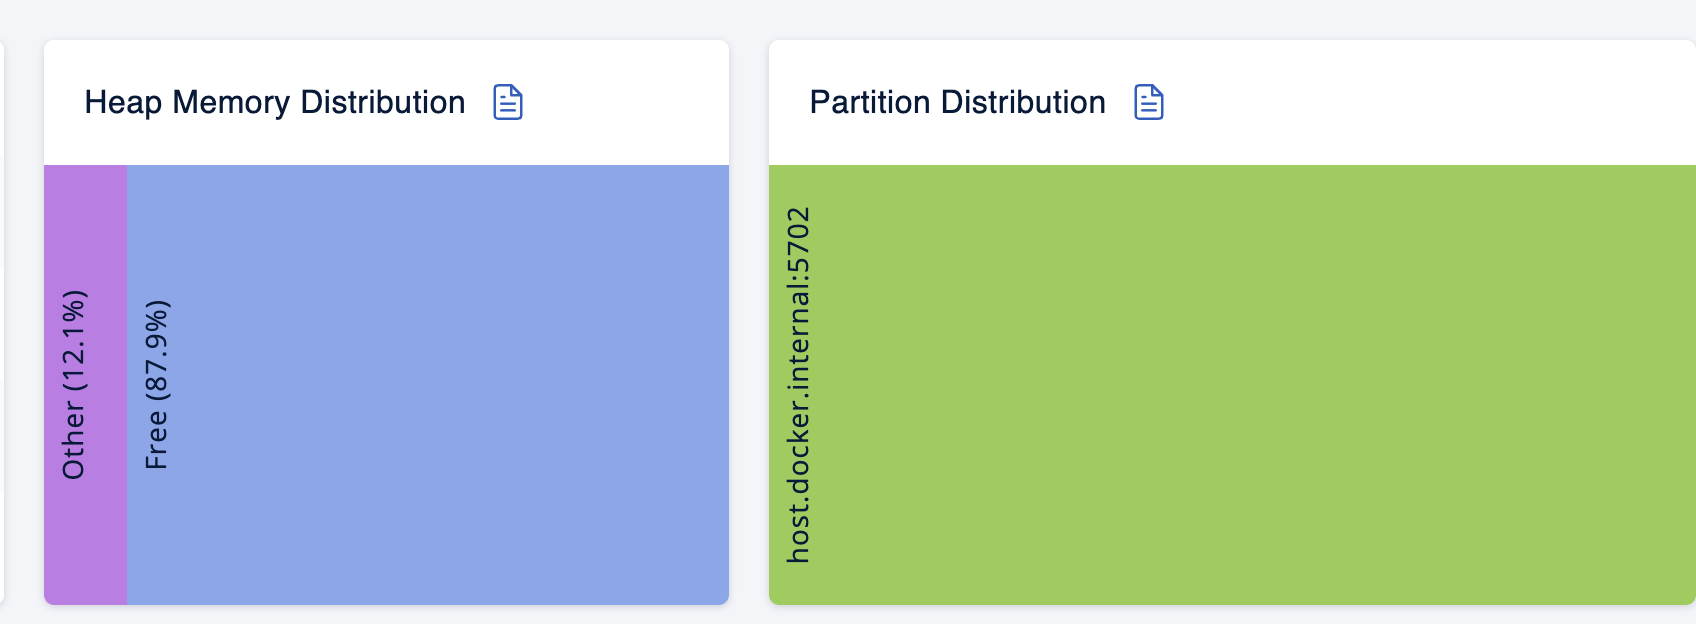 Heap Memory Distribution
Other (12.1%)
Free (87.9%)
Partition Distribution
host.docker.internal:5702